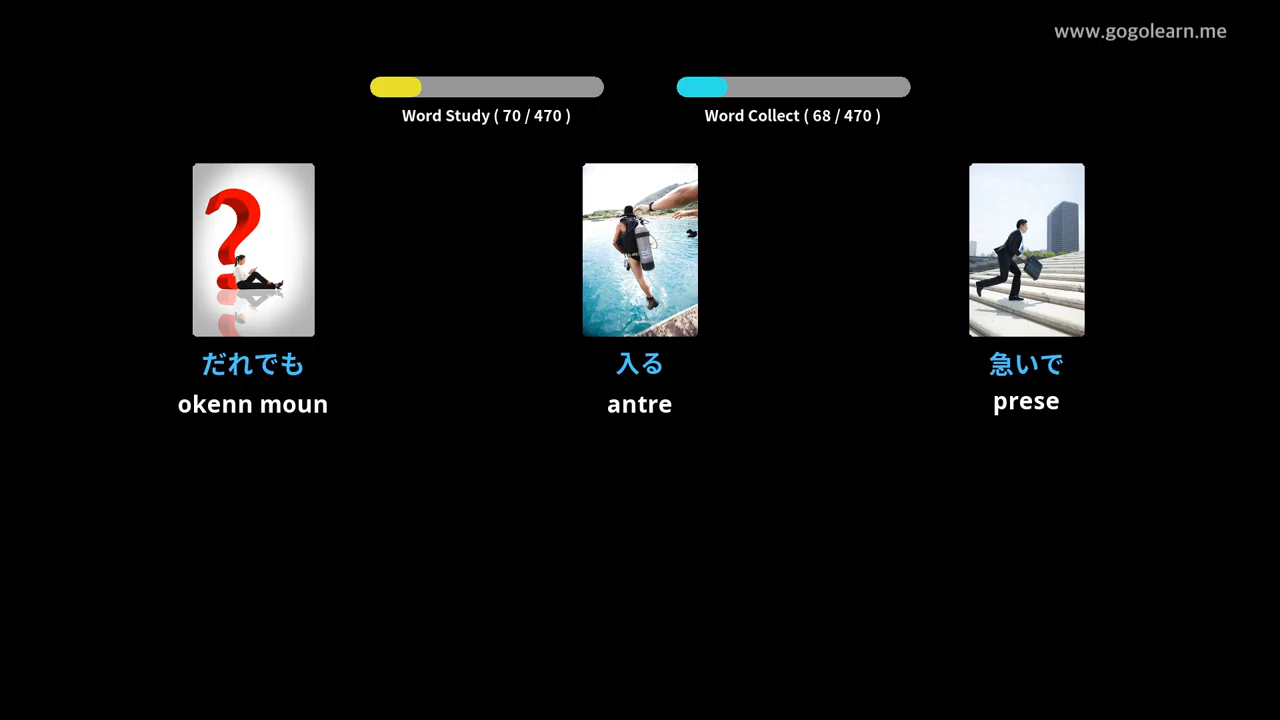 www.gogolearn.me
Word Study ( 70 / 470 )
Word Collect ( 68 / 470 )
だれでも
okenn moun
入る
antre
急いで
prese